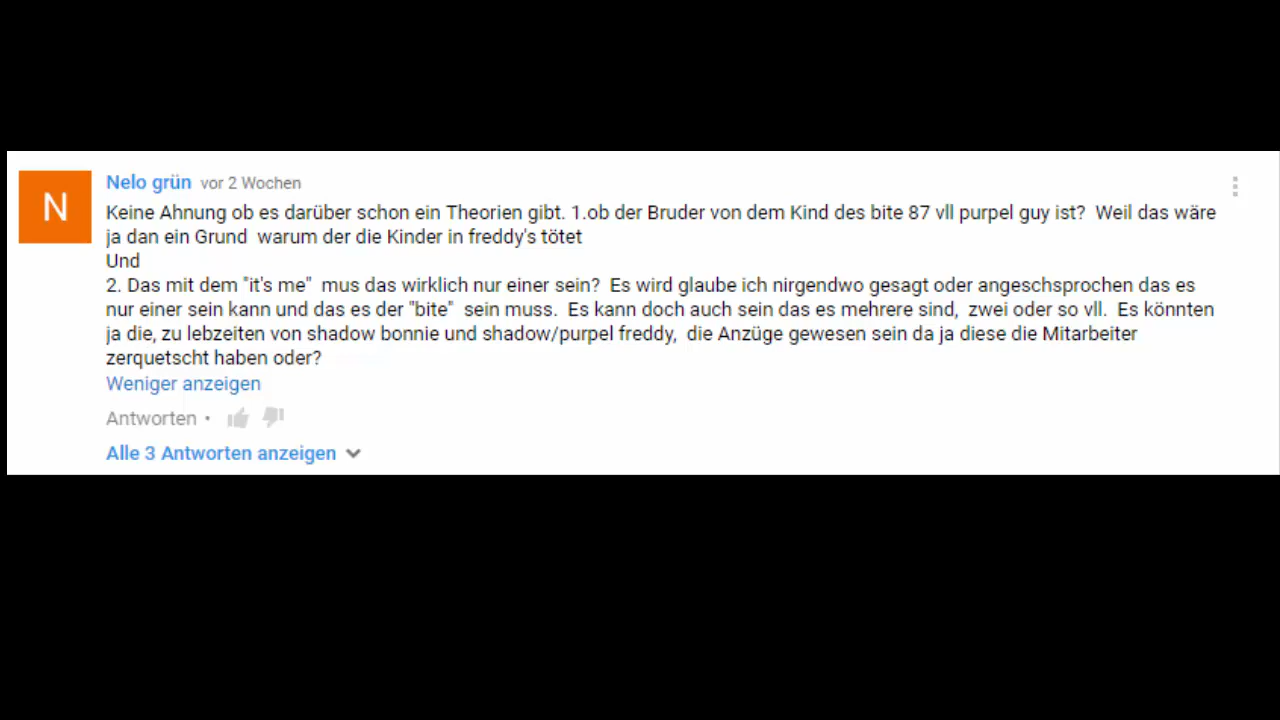 N
Nelo grün vor 2 Wochen
Keine Ahnung ob es darüber schon ein Theorien gibt. 1.ob der Bruder von dem Kind des bite 87 vll purpel guy ist? Weil das wäre
ja dan ein Grund warum der die Kinder in freddy's tötet
Und
2. Das mit dem "it's me" mus das wirklich nur einer sein? Es wird glaube ich nirgendwo gesagt oder angeschsprochen das es
nur einer sein kann und das es der "bite" sein muss. Es kann doch auch sein das es mehrere sind, zwei oder so vll. Es könnten
ja die, zu lebzeiten von shadow bonnie und shadow/purpel freddy, die Anzüge gewesen sein da ja diese die Mitarbeiter
zerquetscht haben oder?
Weniger anzeigen
Antworten •
Alle 3 Antworten anzeigen